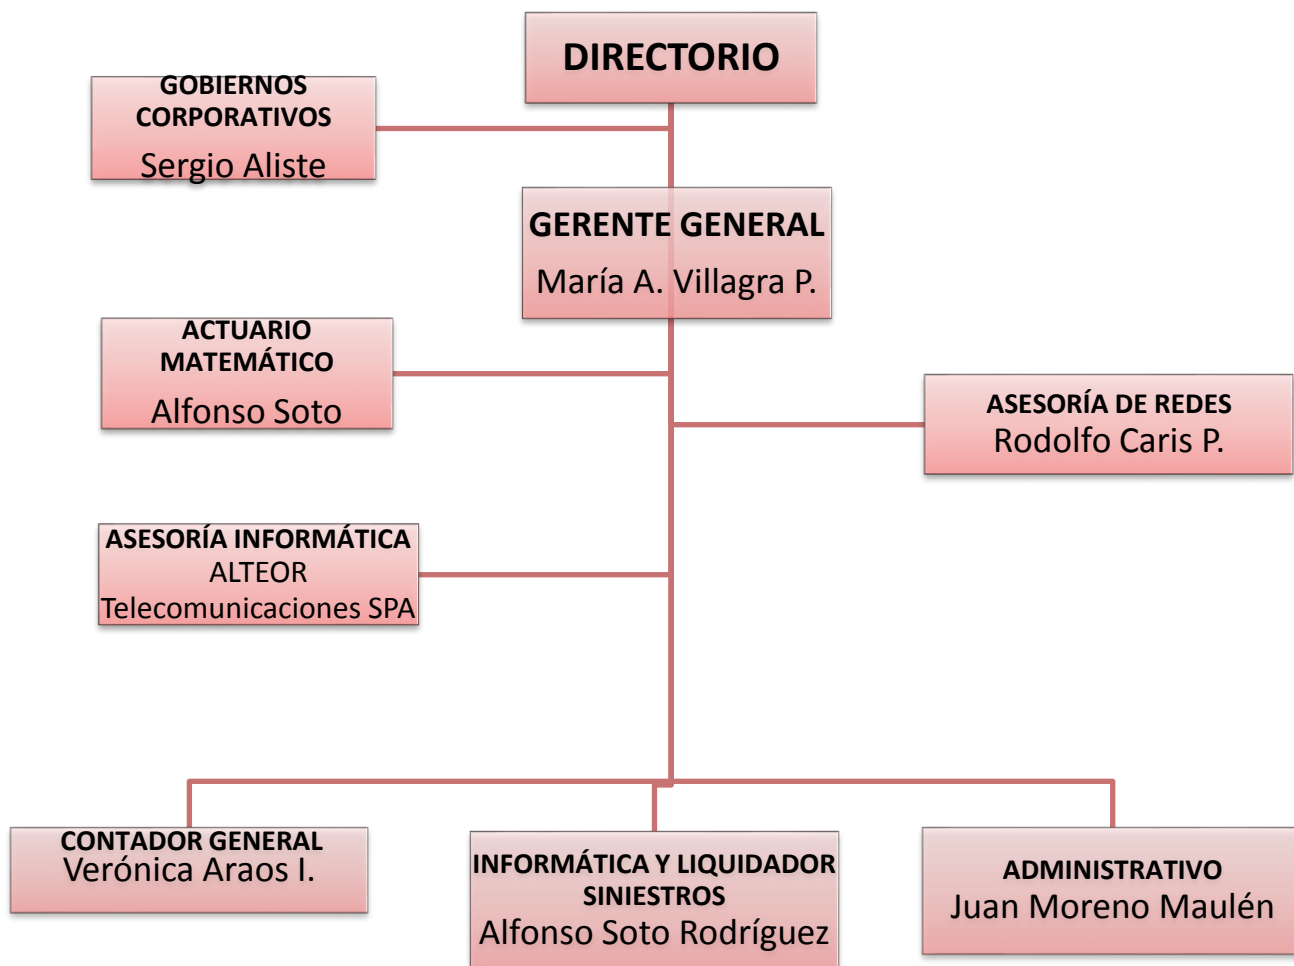 DIRECTORIO
GOBIERNOS
CORPORATIVOS
Sergio Aliste
GERENTE GENERAL
María A. Villagra P.
ACTUARIO
MATEMÁTICO
Alfonso Soto
ASESORÍA DE REDES
Rodolfo Caris P.
ASESORÍA INFORMÁTICA
ALTEOR
Telecomunicaciones SPA
CONTADOR GENERAL
Verónica Araos I.
INFORMÁTICA Y LIQUIDADOR
SINIESTROS
Alfonso Soto Rodríguez
ADMINISTRATIVO
Juan Moreno Maulén